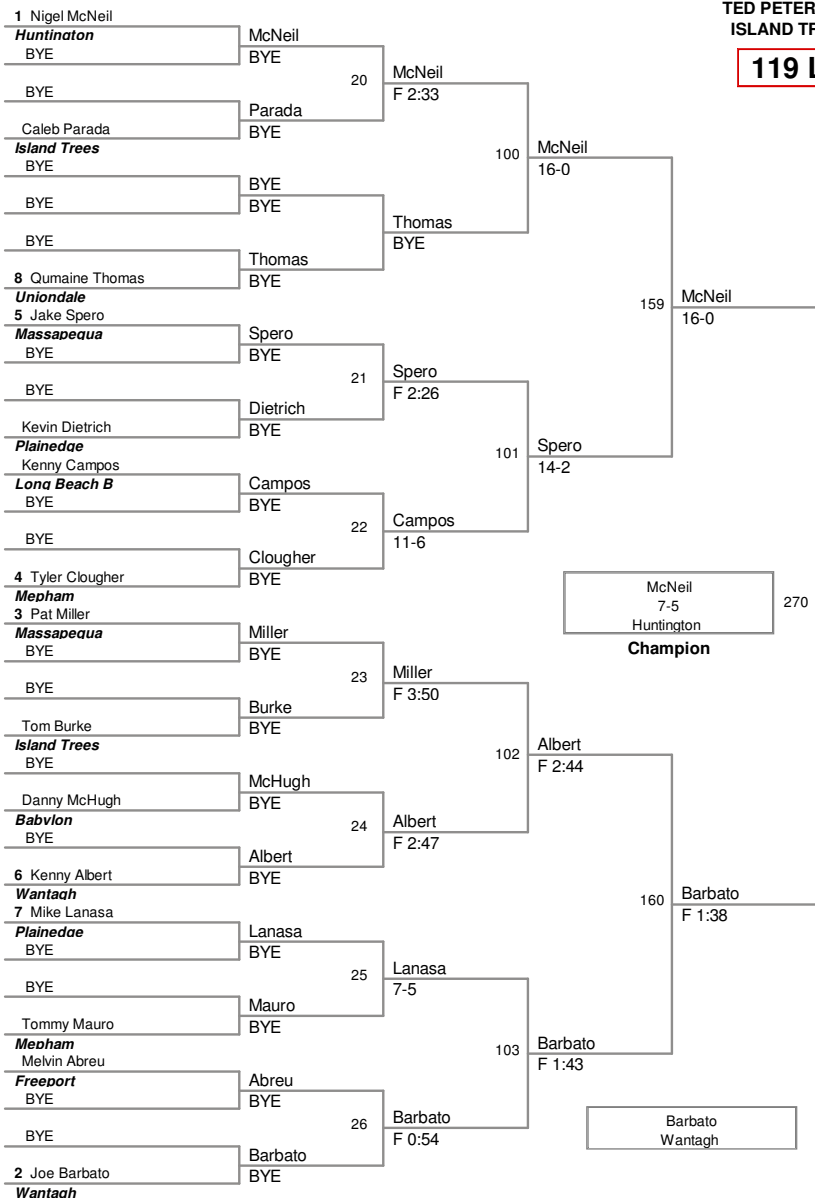 TED PETER
ISLAND TR
119 L
1 Nigel McNeil
Huntington
BYE
BYE
Caleb Parada
Island Trees
BYE
BYE
BYE
8 Qumaine Thomas
Uniondale
5 Jake Spero
Massapequa
BYE
BYE
Kevin Dietrich
Plainedge
Kenny Campos
Long Beach B
BYE
BYE
4 Tyler Clougher
Mepham
3 Pat Miller
Massapequa
BYE
BYE
Tom Burke
Island Trees
BYE
Danny McHugh
Babylon
BYE
6 Kenny Albert
Wantagh
7 Mike Lanasa
Plainedge
BYE
BYE
Tommy Mauro
Mepham
Melvin Abreu
Freeport
BYE
BYE
2 Joe Barbato
Wantagh
McNeil
BYE
Parada
BYE
BYE
BYE
Thomas
BYE
Spero
BYE
Dietrich
BYE
Campos
BYE
Clougher
BYE
Miller
BYE
Burke
BYE
McHugh
BYE
Albert
BYE
Lanasa
BYE
Mauro
BYE
Abreu
BYE
Barbato
BYE
20
McNeil
F 2:33
Thomas
BYE
21
Spero
F 2:26
22
Campos
11-6
23
Miller
F 3:50
24
Albert
F 2:47
25
Lanasa
7-5
26
Barbato
F 0:54
100
McNeil
16-0
101
Spero
14-2
102
Albert
F 2:44
103
Barbato
F 1:43
159
McNeil
16-0
160
Barbato
F 1:38
McNeil
7-5
Huntington
270
Champion
Barbato
Wantagh